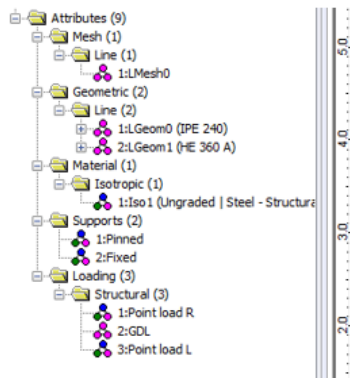 Attributes (9)
Mesh (1)
Line (1)
1:LMesh0
Geometric (2)
Line (2)
1:LGeom0 (IPE 240)
2:LGeom1 (HE 360 A)
Material (1)
Isotropic (1)
1:Iso1 (Ungraded | Steel - Structura
Supports (2)
1:Pinned
2:Fixed
Loading (3)
Structural (3)
1:Point load R
2:GDL
3:Point load L
5,0
4,0
3,0
2,0